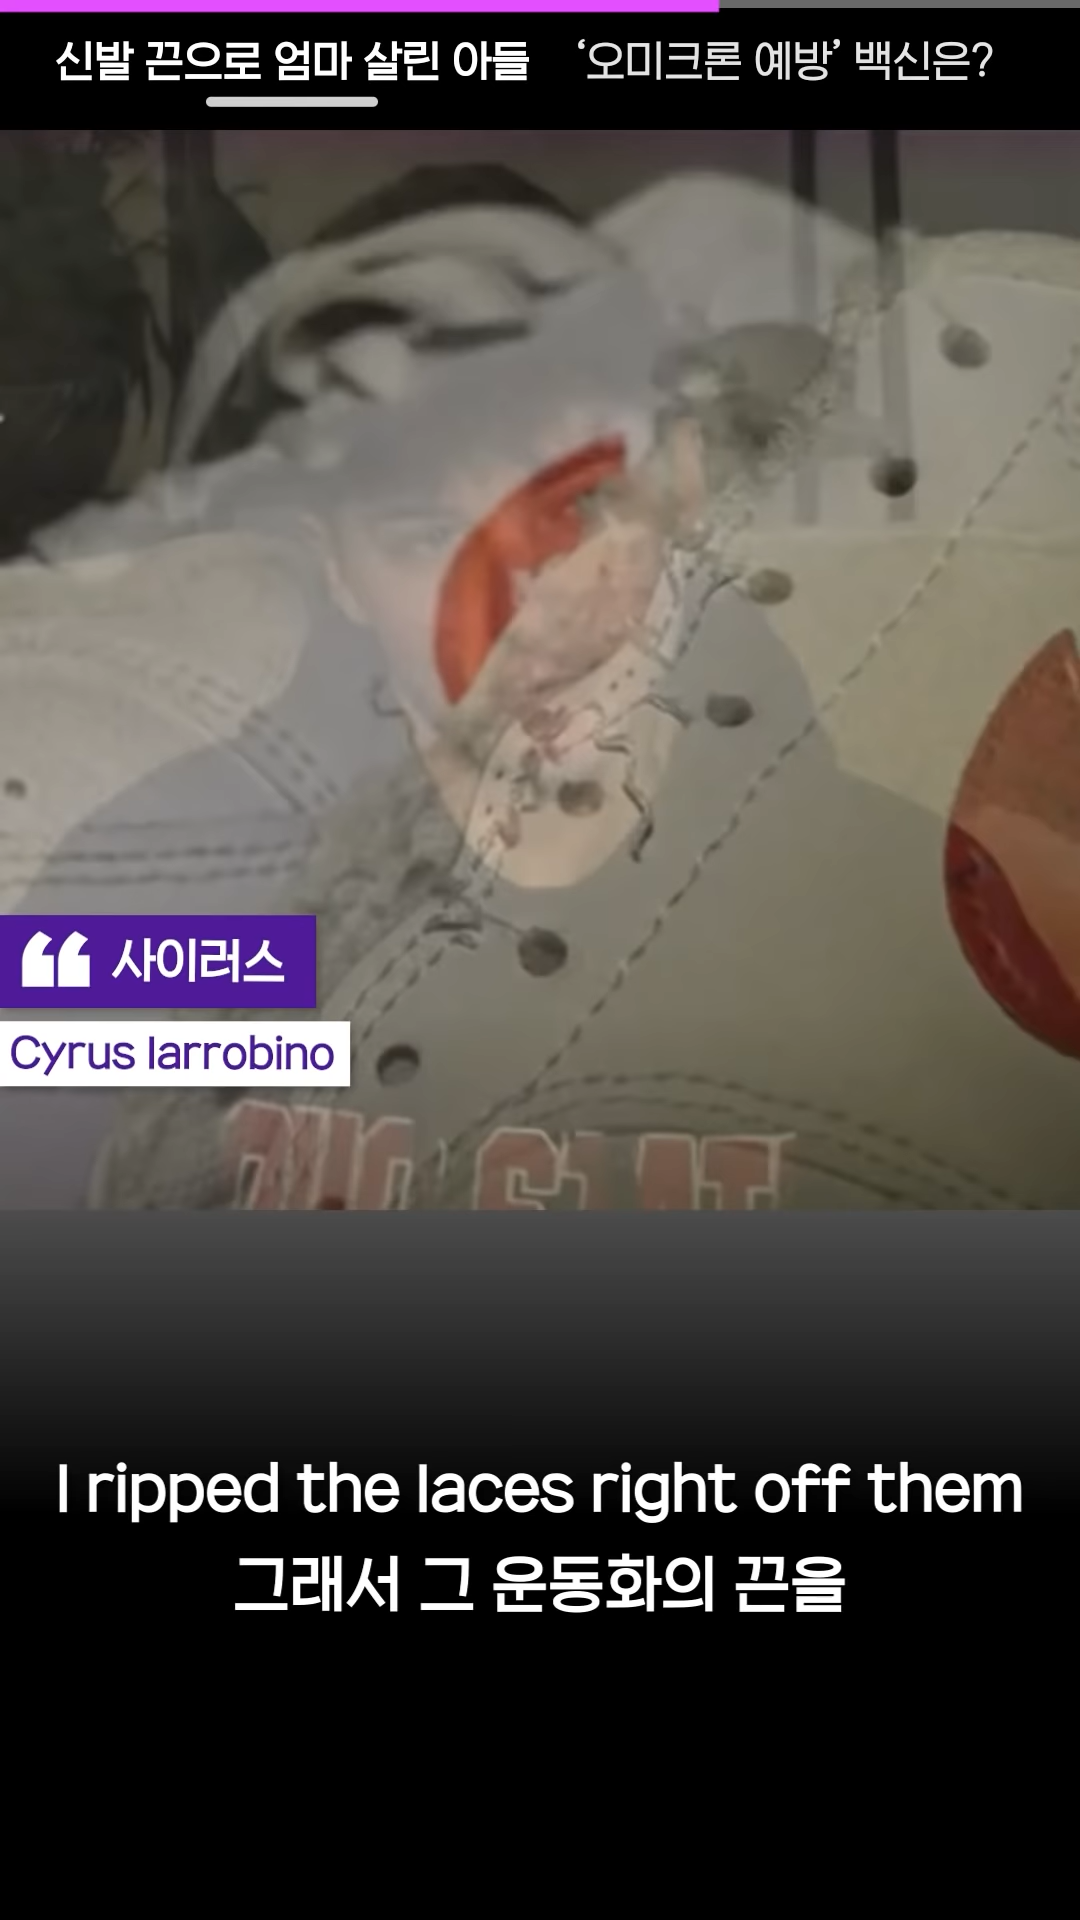 신발 끈으로 엄마 살린 아들
‘오미크론 예방’ 백신은?
사이러스
Cyrus Iarrobino
I ripped the laces right off them
그래서 그 운동화의 끈을